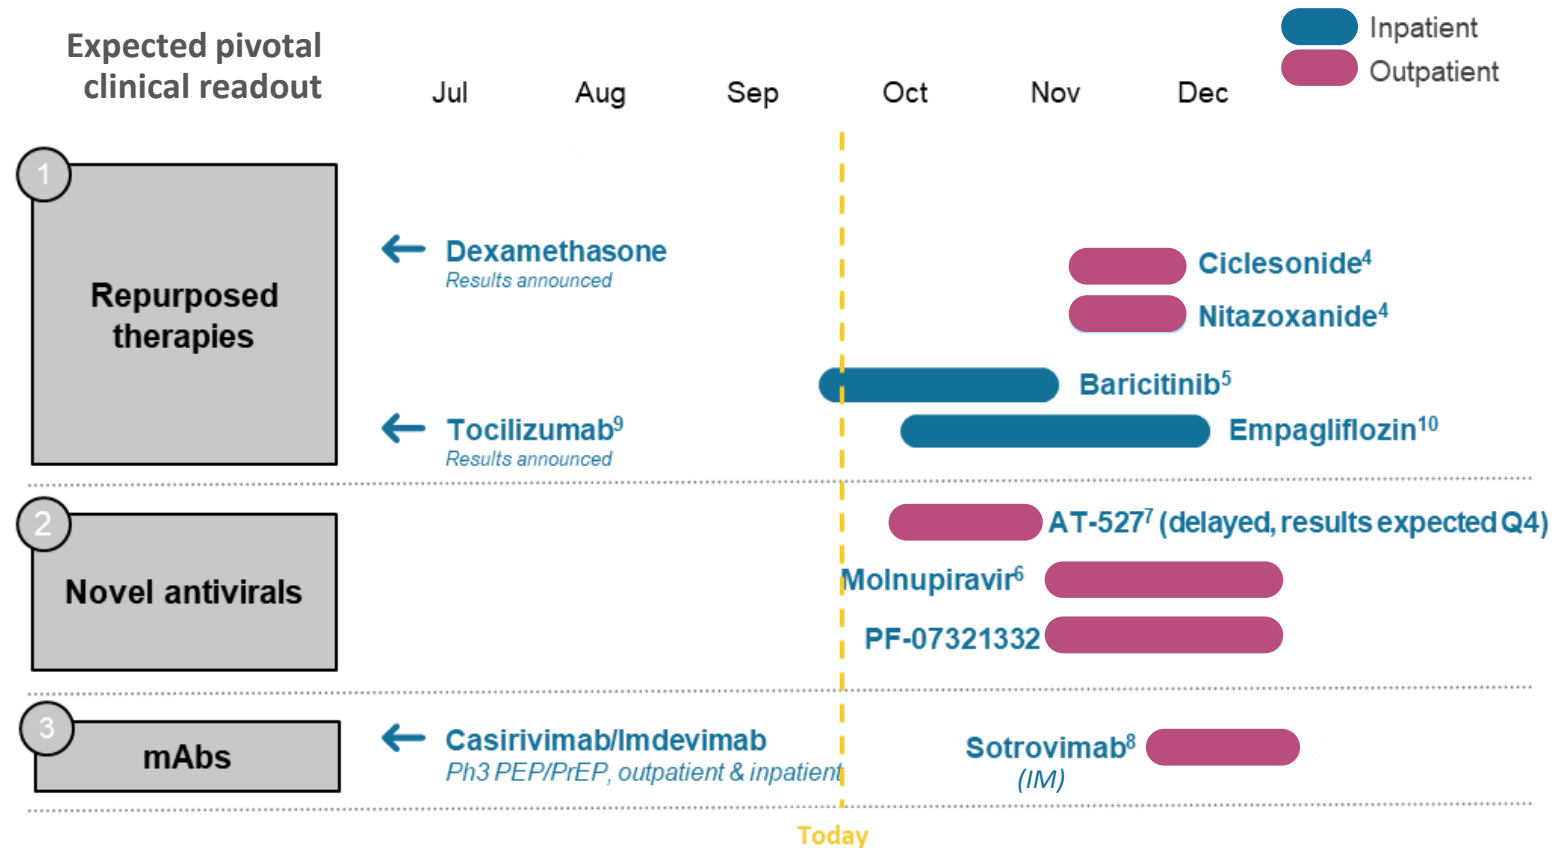 Expected pivotal
clinical readout
Jul Aug Sep Oct Nov Dec
Inpatient
Outpatient
1
Repurposed
therapies
Dexamethasone
Results announced
Ciclesonide⁴
Nitazoxanide⁴
Baricitinib⁵
Tocilizumab⁹
Results announced
Empagliflozin¹⁰
2
Novel antivirals
AT-527⁷ (delayed, results expected Q4)
Molnupiravir⁶
PF-07321332
3
mAbs
Casirivimab/Imdevimab
Ph3 PEP/PrEP, outpatient & inpatient
Sotrovimab⁸
(IM)
Today